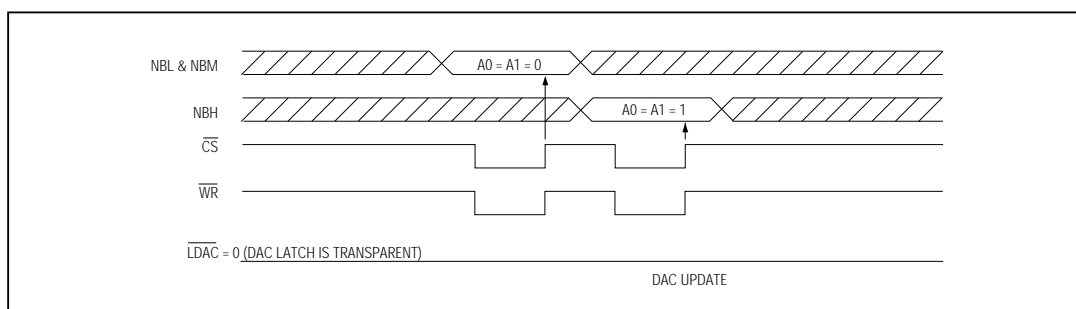 NBL & NBM
A0 = A1 = 0
NBH
A0 = A1 = 1
CS
WR
LDAC = 0 (DAC LATCH IS TRANSPARENT)
DAC UPDATE